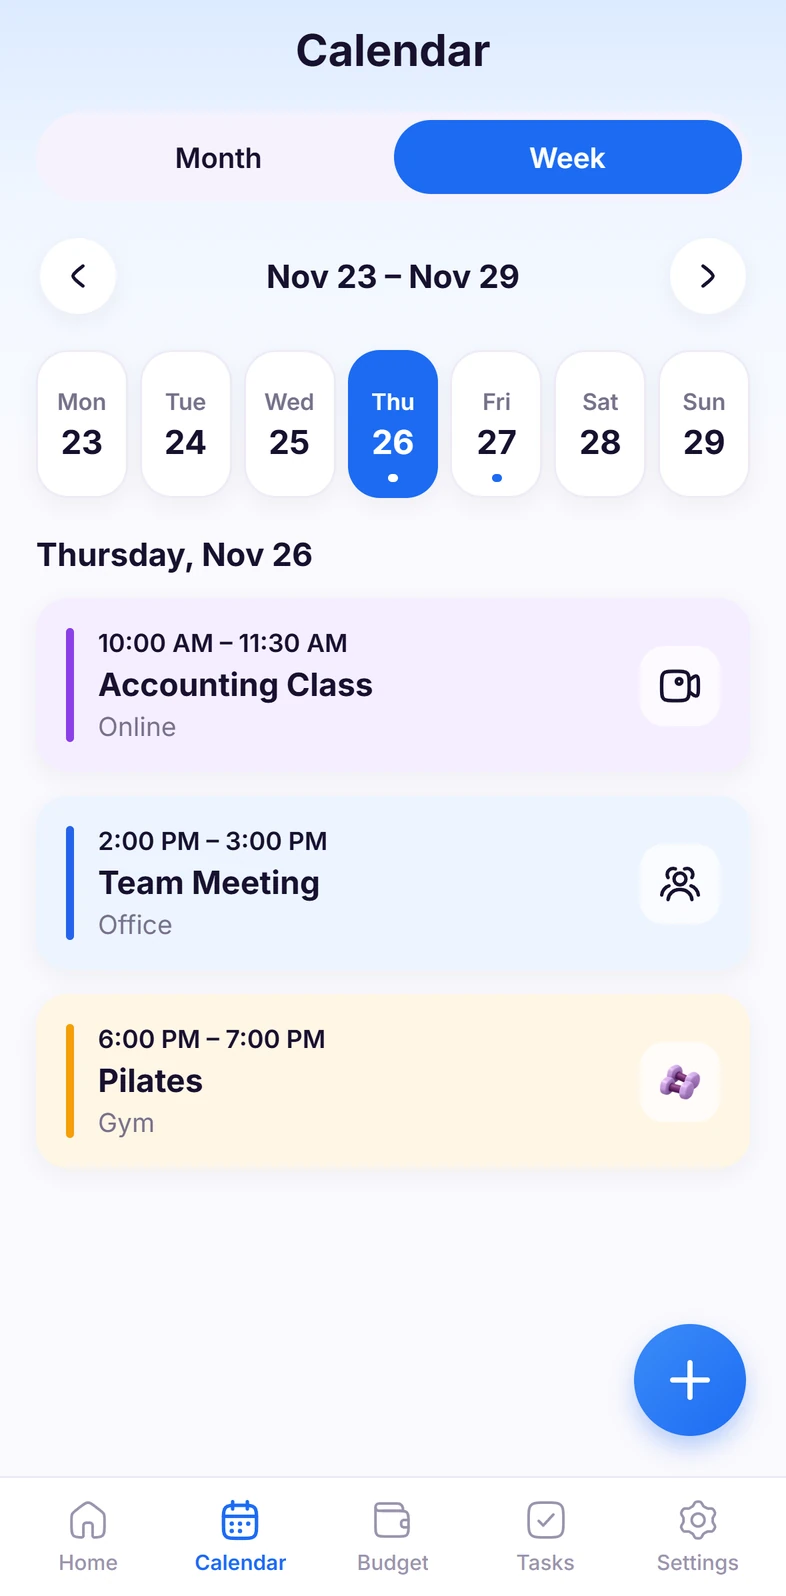 Calendar
Month Week
Nov 23 – Nov 29
Mon Tue Wed Thu Fri Sat Sun
23 24 25 26 27 28 29
Thursday, Nov 26
10:00 AM – 11:30 AM
Accounting Class
Online
2:00 PM – 3:00 PM
Team Meeting
Office
6:00 PM – 7:00 PM
Pilates
Gym
Home Calendar Budget Tasks Settings